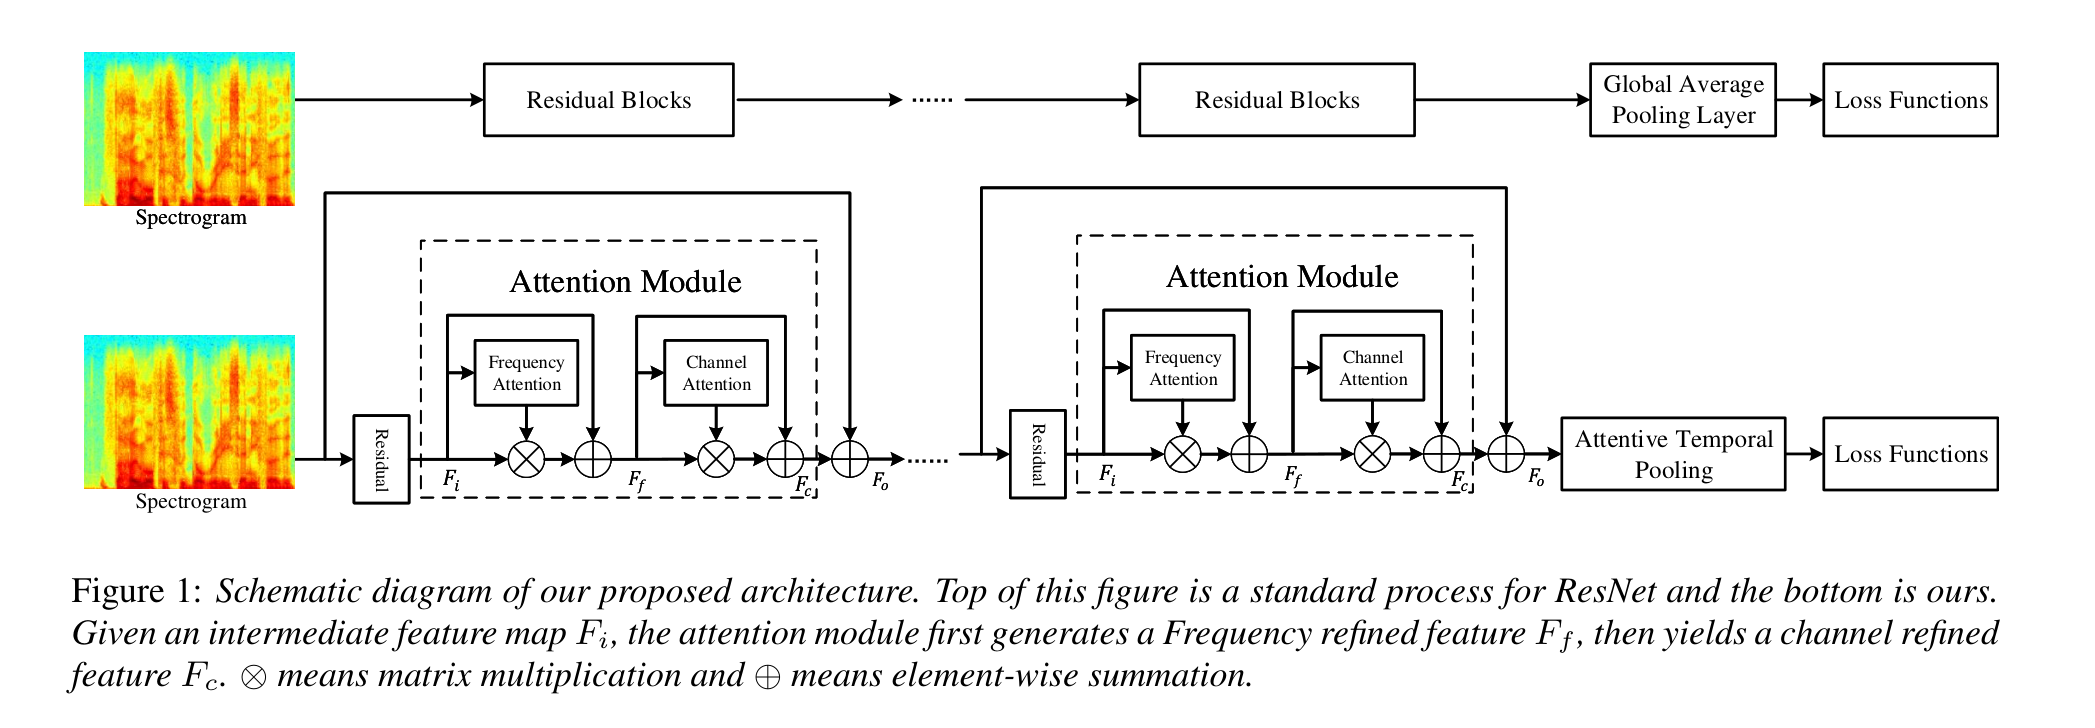 Residual Blocks
......
Residual Blocks
Global Average
Pooling Layer
Loss Functions
Spectrogram
Attention Module
Frequency
Attention
Channel
Attention
Residual
F_i
F_f
F_c
F_o
......
Attention Module
Frequency
Attention
Channel
Attention
Residual
F_i
F_f
F_c
F_o
Attentive Temporal
Pooling
Loss Functions
Spectrogram
Figure 1: Schematic diagram of our proposed architecture. Top of this figure is a standard process for ResNet and the bottom is ours.
Given an intermediate feature map F_i, the attention module first generates a Frequency refined feature F_f, then yields a channel refined
feature F_c. ⊗ means matrix multiplication and ⊕ means element-wise summation.